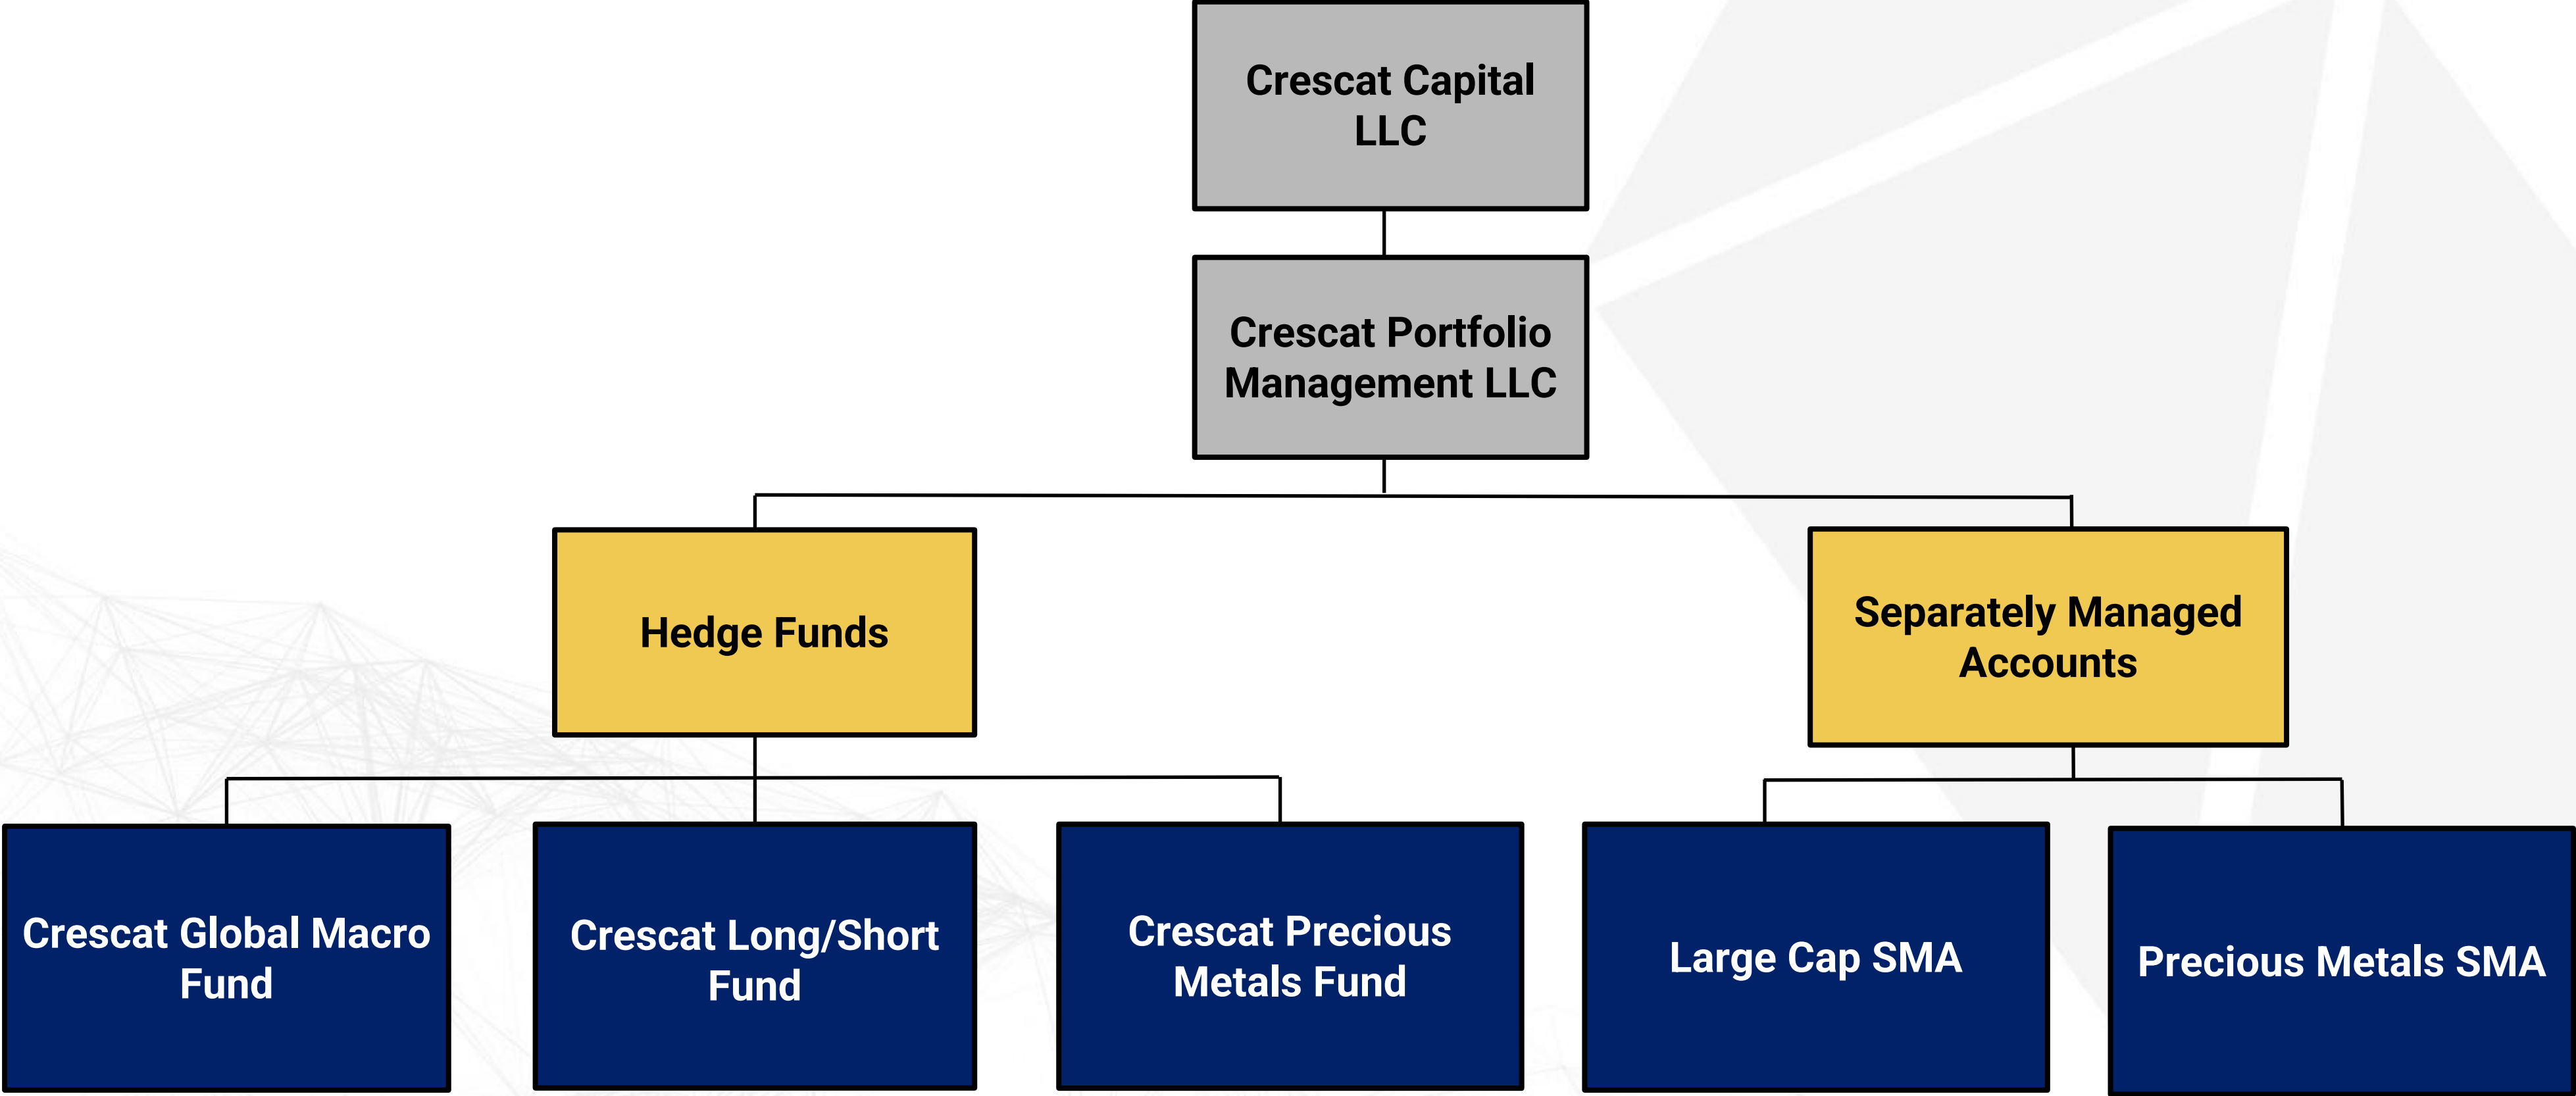 Crescat Capital
LLC
Crescat Portfolio
Management LLC
Hedge Funds
Separately Managed
Accounts
Crescat Global Macro
Fund
Crescat Long/Short
Fund
Crescat Precious
Metals Fund
Large Cap SMA
Precious Metals SMA